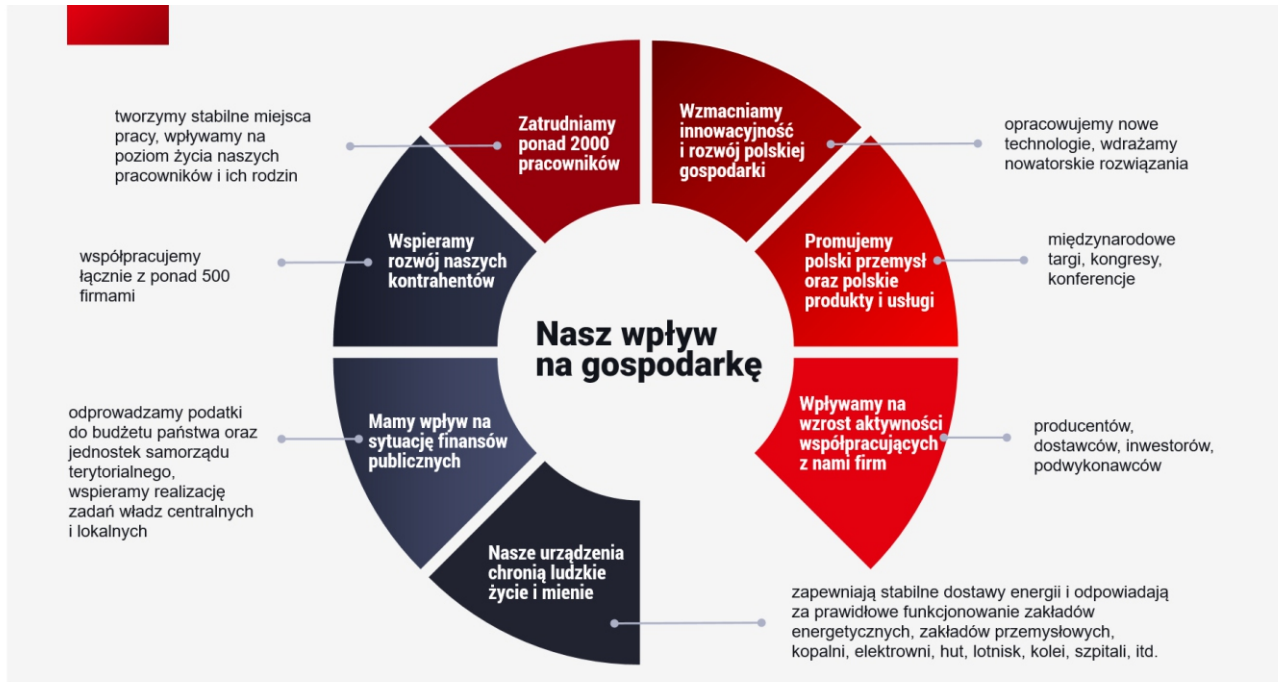 Nasz wpływ
na gospodarkę
Zatrudniamy
ponad 2000
pracowników
tworzymy stabilne miejsca
pracy, wpływamy na
poziom życia naszych
pracowników i ich rodzin
Wzmacniamy
innowacyjność
i rozwój polskiej
gospodarki
opracowujemy nowe
technologie, wdrażamy
nowatorskie rozwiązania
Promujemy
polski przemysł
oraz polskie
produkty i usługi
międzynarodowe
targi, kongresy,
konferencje
Wpływamy na
wzrost aktywności
współpracujących
z nami firm
producentów,
dostawców, inwestorów,
podwykonawców
Nasze urządzenia
chronią ludzkie
życie i mienie
zapewniają stabilne dostawy energii i odpowiadają
za prawidłowe funkcjonowanie zakładów
energetycznych, zakładów przemysłowych,
kopalni, elektrowni, hut, lotnisk, kolei, szpitali, itd.
Mamy wpływ na
sytuację finansów
publicznych
odprowadzamy podatki
do budżetu państwa oraz
jednostek samorządu
terytorialnego,
wspieramy realizację
zadań władz centralnych
i lokalnych
Wspieramy
rozwój naszych
kontrahentów
współpracujemy
łącznie z ponad 500
firmami